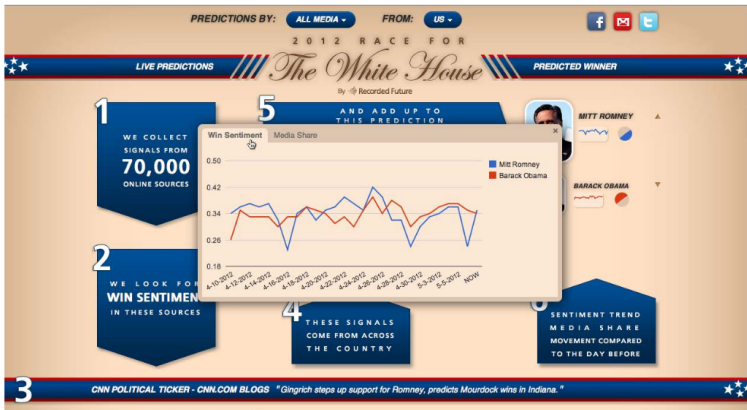 PREDICTIONS BY: ALL MEDIA FROM: US
2012 RACE FOR
The White House
By Recorded Future
LIVE PREDICTIONS
PREDICTED WINNER
1
WE COLLECT
SIGNALS FROM
70,000
ONLINE SOURCES
5
AND ADD UP TO
THIS PREDICTION
MITT ROMNEY
BARACK OBAMA
Win Sentiment Media Share
×
Mitt Romney
Barack Obama
0.50
0.42
0.34
0.26
0.18
4-10-2012 4-12-2012 4-14-2012 4-16-2012 4-18-2012 4-20-2012 4-22-2012 4-24-2012 4-26-2012 4-28-2012 4-30-2012 5-3-2012 5-5-2012 NOW
2
WE LOOK FOR
WIN SENTIMEN
IN THESE SOURCES
4
THESE SIGNALS
COME FROM ACROSS
THE COUNTRY
SENTIMENT TREND
MEDIA SHARE
MOVEMENT COMPARED
TO THE DAY BEFORE
3
CNN POLITICAL TICKER - CNN.COM BLOGS "Gingrich steps up support for Romney, predicts Mourdock wins in Indiana."